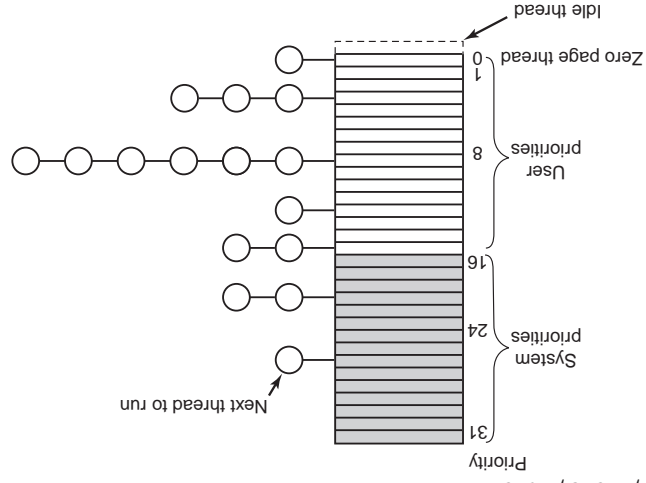 Priority
31
Next thread to run
System
priorities
24
16
User
priorities
8
1
0
Zero page thread
Idle thread